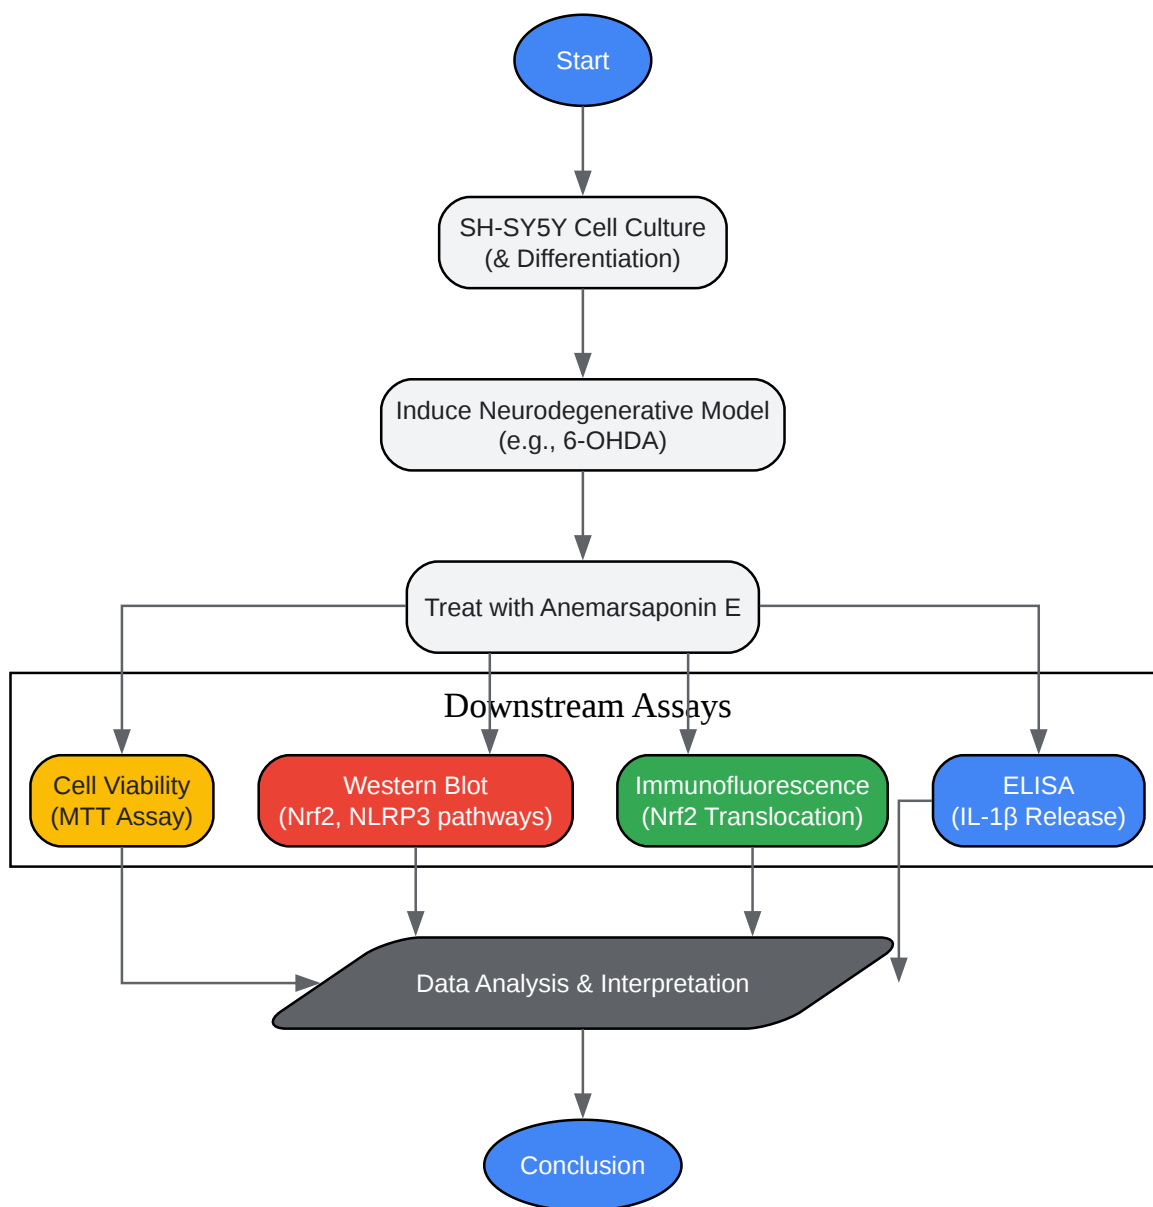 Start
SH-SY5Y Cell Culture
(& Differentiation)
Induce Neurodegenerative Model
(e.g., 6-OHDA)
Treat with Anemarsaponin E
Downstream Assays
Cell Viability
(MTT Assay)
Western Blot
(Nrf2, NLRP3 pathways)
Immunofluorescence
(Nrf2 Translocation)
ELISA
(IL-1β Release)
Data Analysis & Interpretation
Conclusion